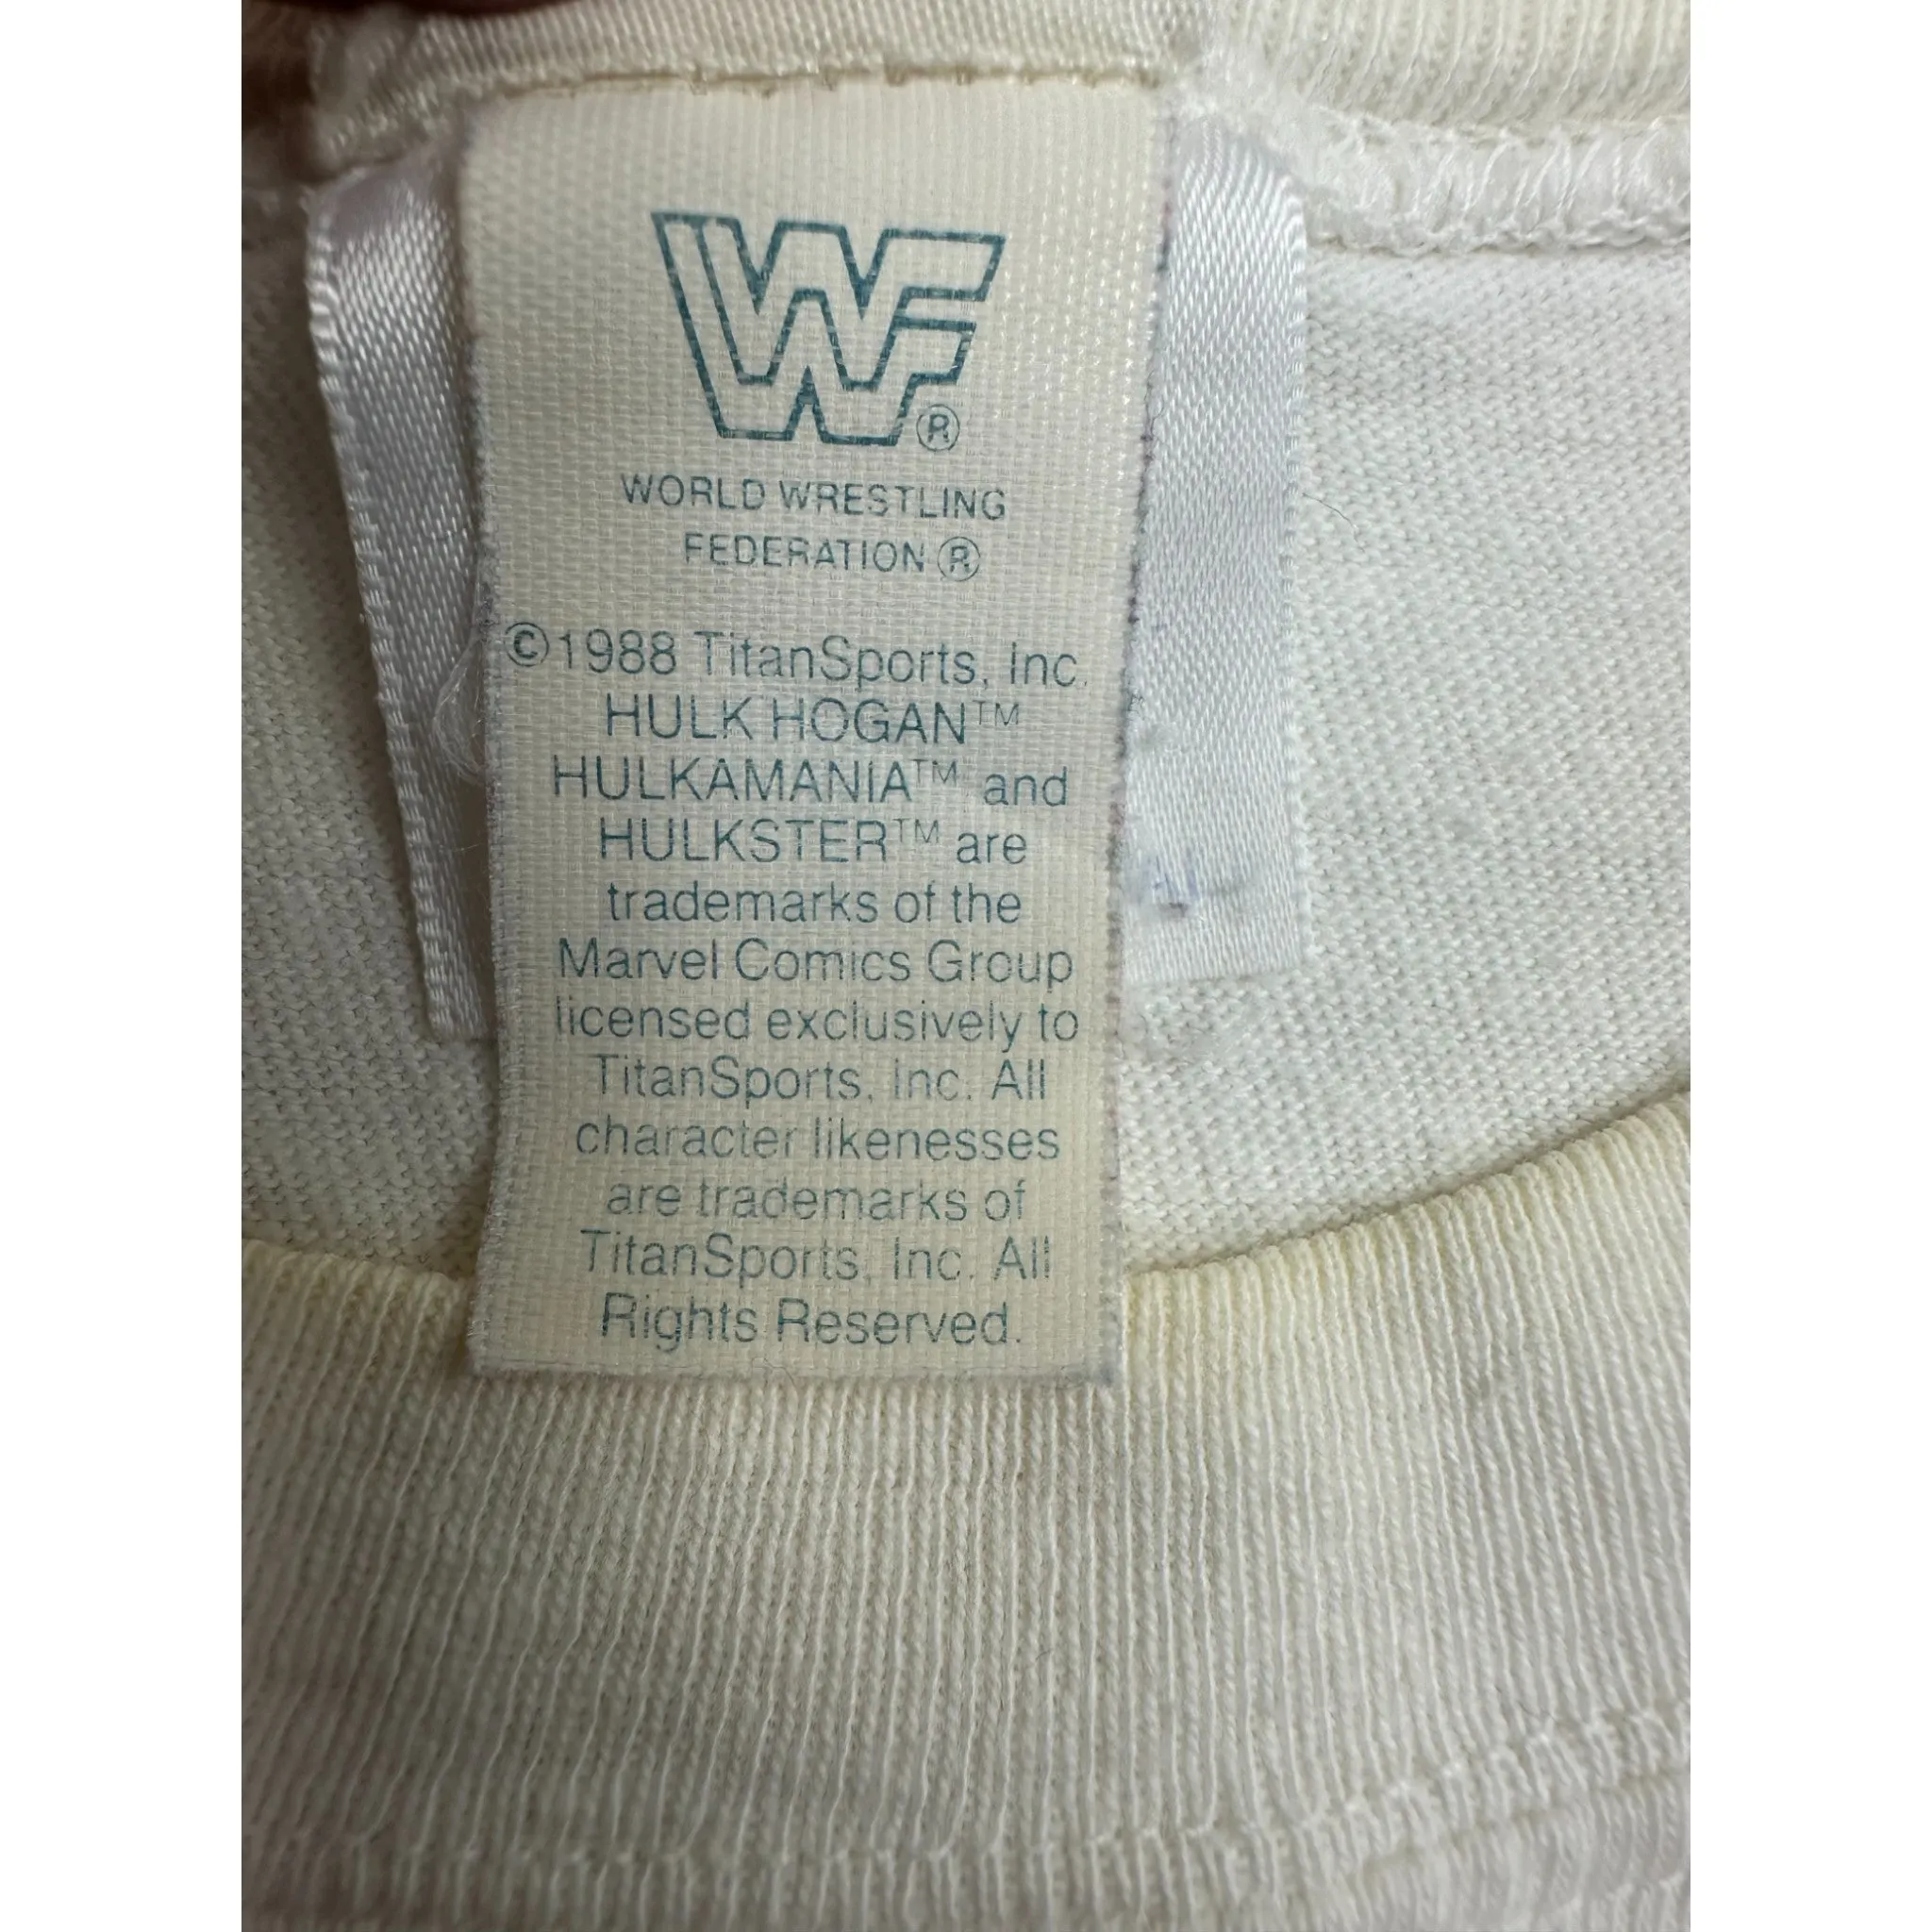 WF®
WORLD WRESTLING
FEDERATION®
©1988 TitanSports, Inc.
HULK HOGAN™
HULKAMANIA™ and
HULKSTER™ are
trademarks of the
Marvel Comics Group
licensed exclusively to
TitanSports, Inc. All
character likenesses
are trademarks of
TitanSports, Inc. All
Rights Reserved.